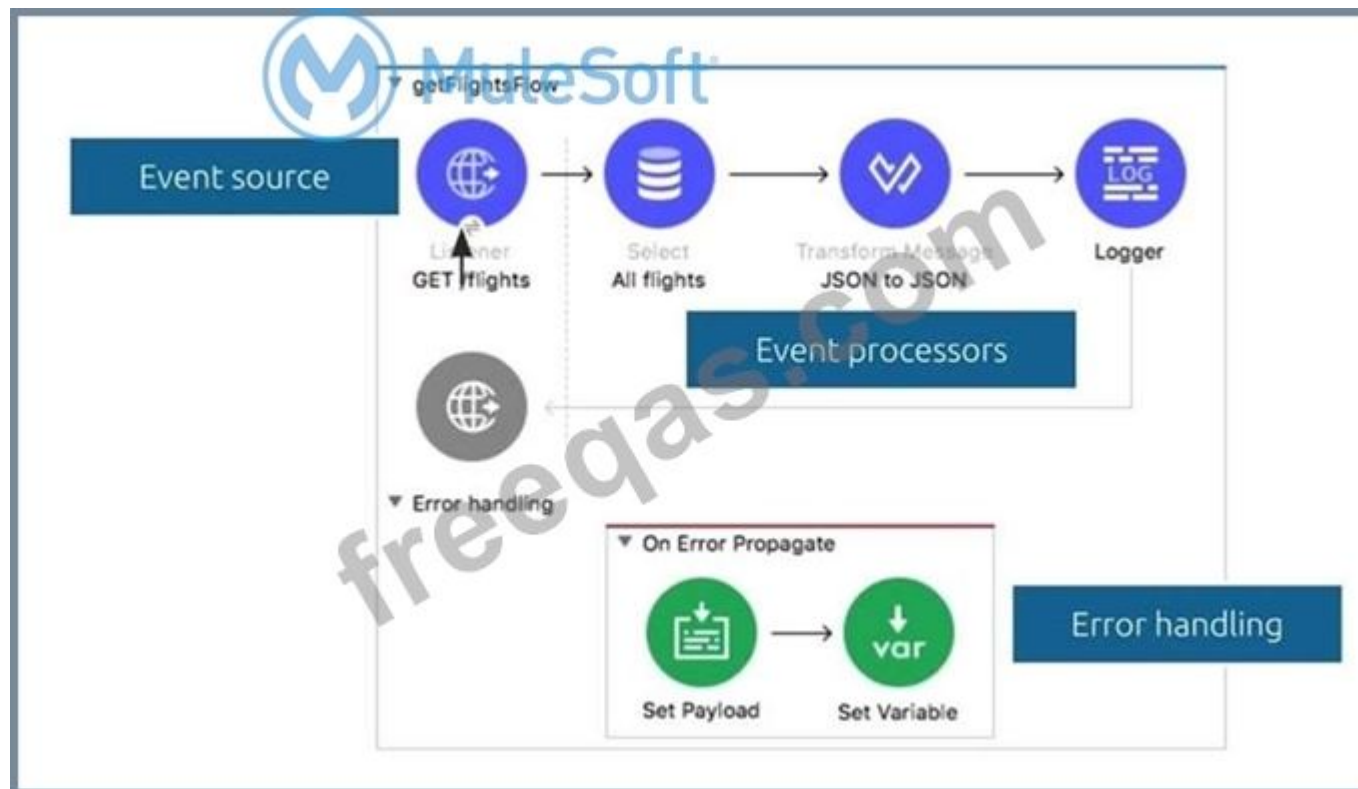 MuleSoft
getFlightsFlow
Event source
LOG
Listener
Select
Transform Message
Logger
GET /flights
All flights
JSON to JSON
Event processors
freeqas.com
Error handling
On Error Propagate
var
Error handling
Set Payload
Set Variable